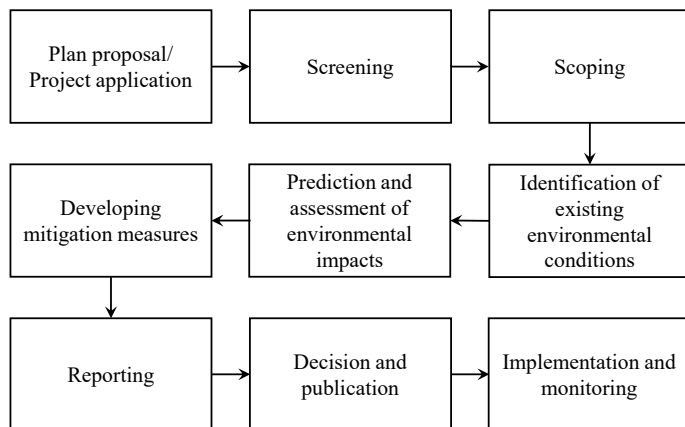 Plan proposal/
Project application
Screening
Scoping
Identification of
existing
environmental
conditions
Prediction and
assessment of
environmental
impacts
Developing
mitigation measures
Reporting
Decision and
publication
Implementation and
monitoring